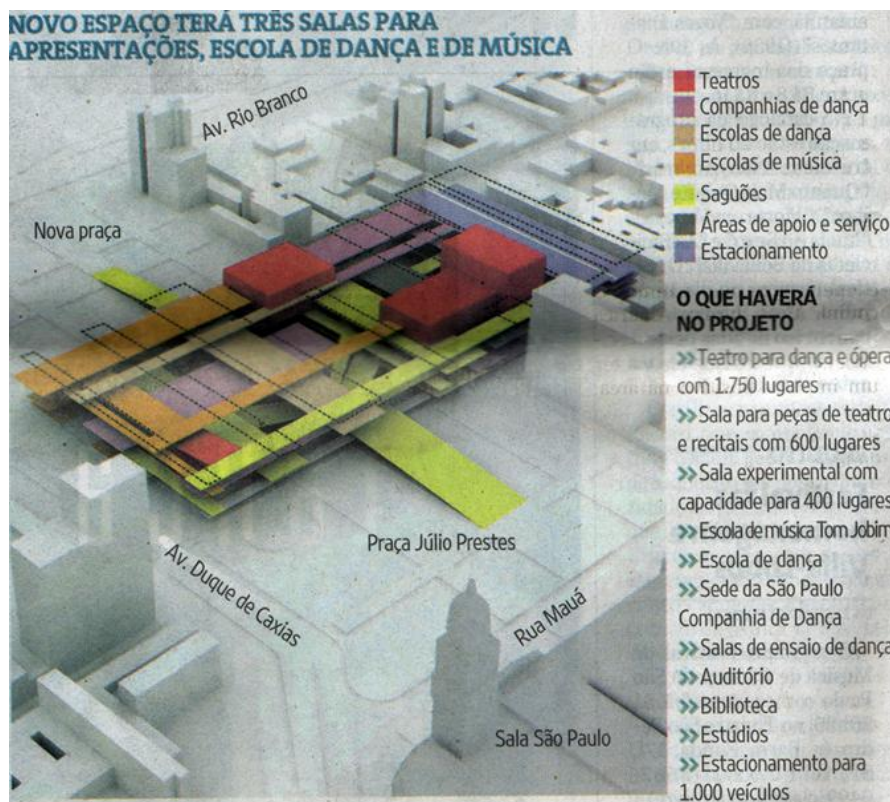 NOVO ESPAÇO TERÁ TRÊS SALAS PARA
APRESENTAÇÕES, ESCOLA DE DANÇA E DE MÚSICA
Av. Rio Branco
Nova praça
Praça Júlio Prestes
Av. Duque de Caxias
Rua Mauá
Sala São Paulo
Teatros
Companhias de dança
Escolas de dança
Escolas de música
Saguões
Áreas de apoio e serviço
Estacionamento
O QUE HAVERÁ
NO PROJETO
>> Teatro para dança e ópera
com 1.750 lugares
>> Sala para peças de teatro
e recitais com 600 lugares
>> Sala experimental com
capacidade para 400 lugares
>> Escola de música Tom Jobim
>> Escola de dança
>> Sede da São Paulo
Companhia de Dança
>> Salas de ensaio de dança
>> Auditório
>> Biblioteca
>> Estúdios
>> Estacionamento para
1.000 veículos